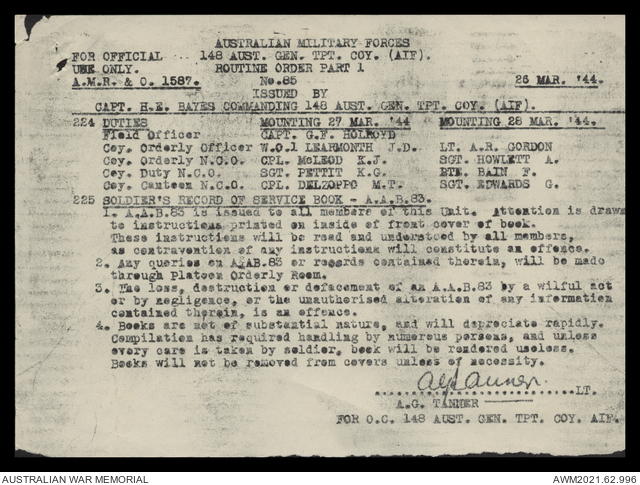 AUSTRALIAN MILITARY FORCES
FOR OFFICIAL 148 AUST. GEN. TPT. COY. (AIF).
USE ONLY. ROUTINE ORDER PART 1
A.M.R. & O. 1587. No.85 26 MAR. '44.
ISSUED BY
CAPT. H.E. BAYES COMMANDING 148 AUST. GEN. TPT. COY. (AIF).
224 DUTIES MOUNTING 27 MAR. '44 MOUNTING 28 MAR. '44.
Field Officer CAPT. G.F. HOLROYD
Coy. Orderly Officer W.O.1 LEARMONTH J.D. LT. A.R. GORDON
Coy. Orderly N.C.O. CPL. McLEOD K.J. SGT. HOWLETT A.
Coy. Duty N.C.O. SGT. PETTIT K.G. PTE. BAIN F.
Coy. Canteen N.C.O. CPL. DELZOPPO M.T. SGT. EDWARDS G.
225 SOLDIER'S RECORD OF SERVICE BOOK - A.A.B.83.
1. A.A.B.83 is issued to all members of this Unit. Attention is drawn
to instructions printed on inside of front cover of book.
These instructions will be read and understood by all members,
as contravention of any instructions will constitute an offence.
2. Any queries on A.AB.83 or records contained therein, will be made
through Platoon Orderly Room.
3. The loss, destruction or defacement of an A.A.B.83 by a wilful act
or by negligence, or the unauthorised alteration of any information
contained therein, is an offence.
4. Books are not of substantial nature, and will depreciate rapidly.
Compilation has required handling by numerous persons, and unless
every care is taken by soldier, book will be rendered useless.
Books will not be removed from covers unless of necessity.
AG Tanner
LT.
A.G. TANNER
FOR O.C. 148 AUST. GEN. TPT. COY. AIF.
AUSTRALIAN WAR MEMORIAL AWM2021.62.996